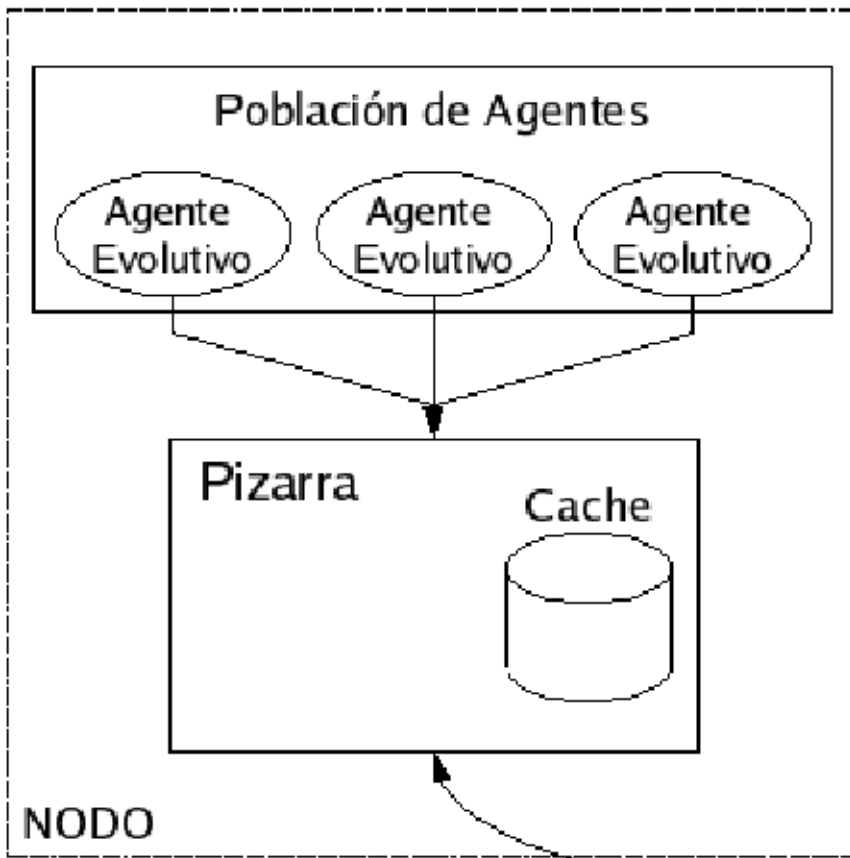 Población de Agentes
Agente
Evolutivo
Agente
Evolutivo
Agente
Evolutivo
Pizarra
Cache
NODO